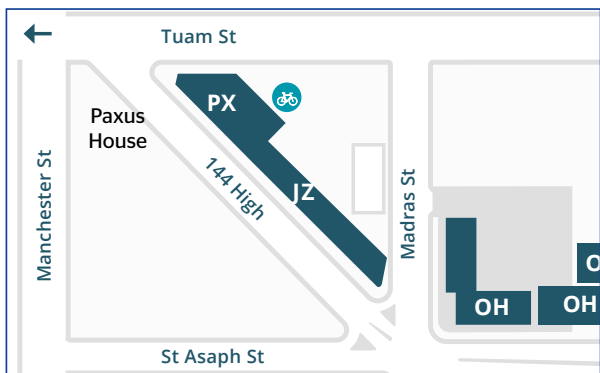 Tuam St
PX
Paxus
House
144 High
JZ
Manchester St
Madras St
OH
OH
St Asaph St